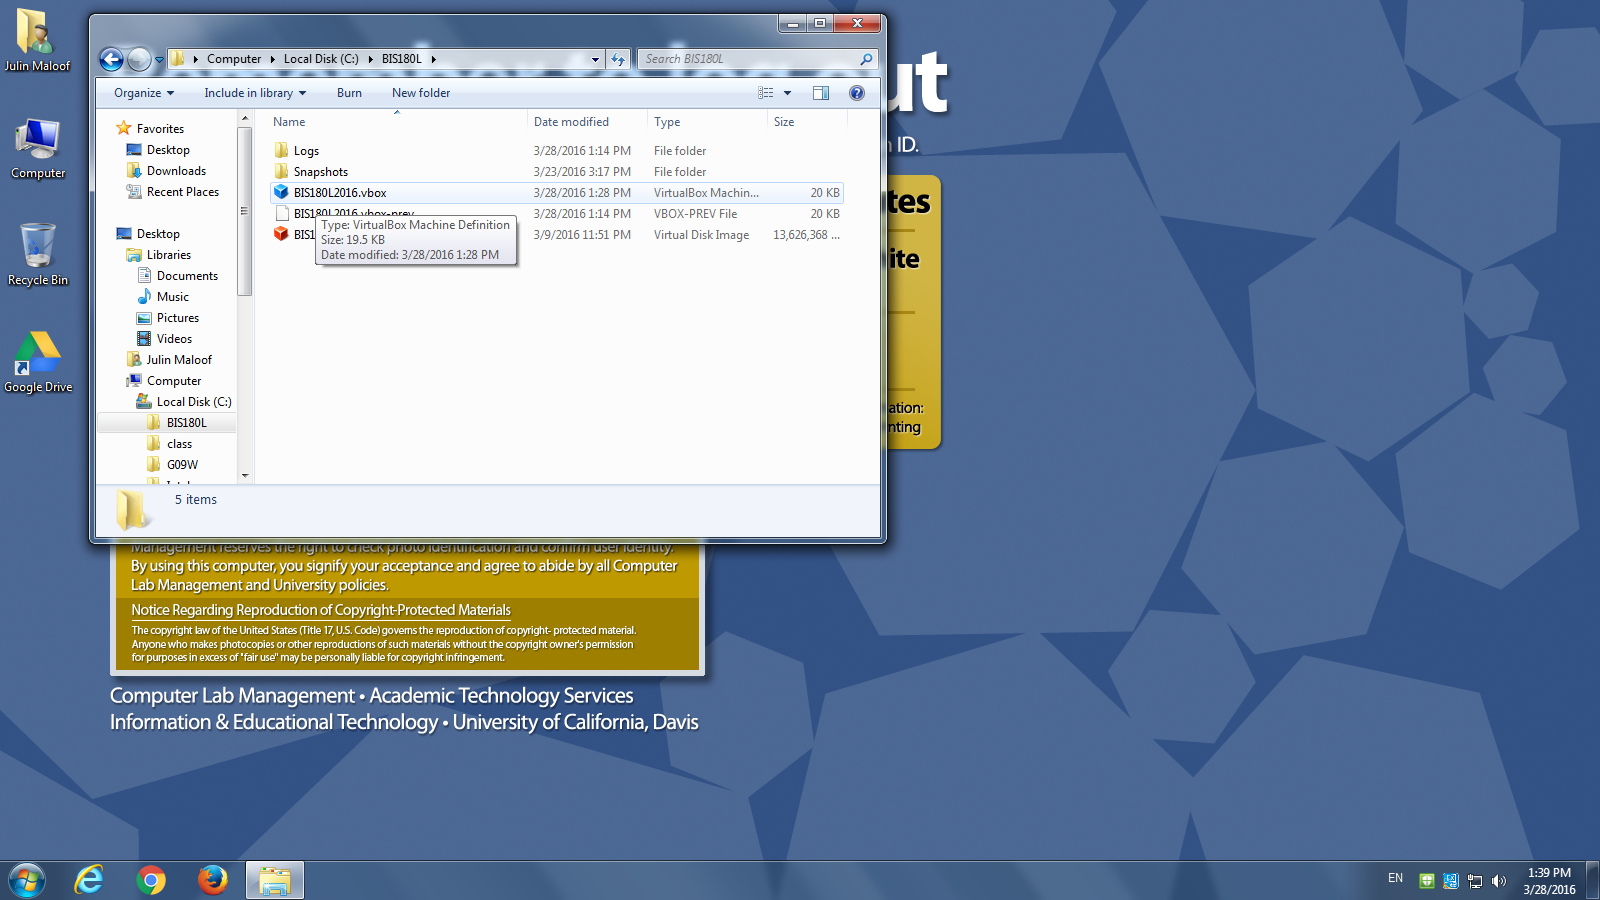 Julin Maloof
Computer
Recycle Bin
Google Drive
Computer
Local Disk (C:)
BIS180L
Search BIS180L
Organize
Include in library
Burn
New folder
Favorites
Desktop
Downloads
Recent Places
Desktop
Libraries
Documents
Music
Pictures
Videos
Julin Maloof
Computer
Local Disk (C:)
BIS180L
class
G09W
Name Date modified Type Size
Logs 3/28/2016 1:14 PM File folder
Snapshots 3/23/2016 3:17 PM File folder
BIS180L2016.vbox 3/28/2016 1:28 PM VirtualBox Machin... 20 KB
BIS180L2016.vbox-prev 3/28/2016 1:14 PM VBOX-PREV File 20 KB
BIS1 3/9/2016 11:51 PM Virtual Disk Image 13,626,368 ...
Type: VirtualBox Machine Definition
Size: 19.5 KB
Date modified: 3/28/2016 1:28 PM
5 items
ut
ID.
tes
ite
ation:
nting
Management reserves the right to check photo identification and confirm user identity.
By using this computer, you signify your acceptance and agree to abide by all Computer
Lab Management and University policies.
Notice Regarding Reproduction of Copyright-Protected Materials
The copyright law of the United States (Title 17, U.S. Code) governs the reproduction of copyright- protected material.
Anyone who makes photocopies or other reproductions of such materials without the copyright owner's permission
for purposes in excess of "fair use" may be personally liable for copyright infringement.
Computer Lab Management • Academic Technology Services
Information & Educational Technology • University of California, Davis
EN
1:39 PM
3/28/2016